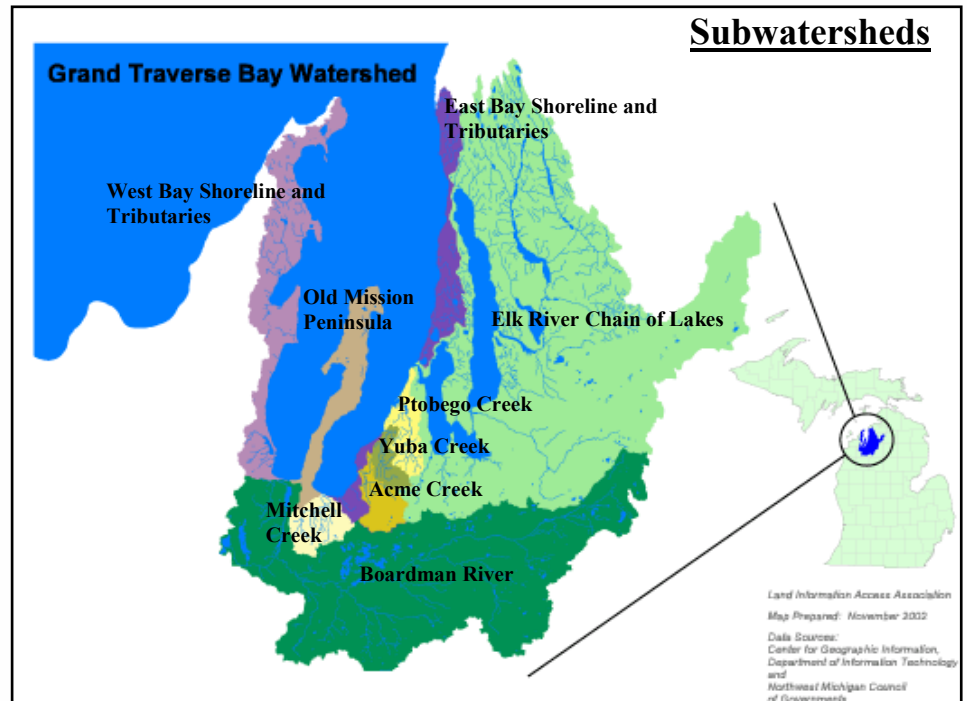 Subwatersheds
Grand Traverse Bay Watershed
East Bay Shoreline and
Tributaries
West Bay Shoreline and
Tributaries
Old Mission
Peninsula
Elk River Chain of Lakes
Ptobego Creek
Yuba Creek
Acme Creek
Mitchell
Creek
Boardman River
Land Information Access Association
Map Prepared: November 2002
Data Sources:
Center for Geographic Information,
Department of Information Technology
and
Northwest Michigan Council
of Governments